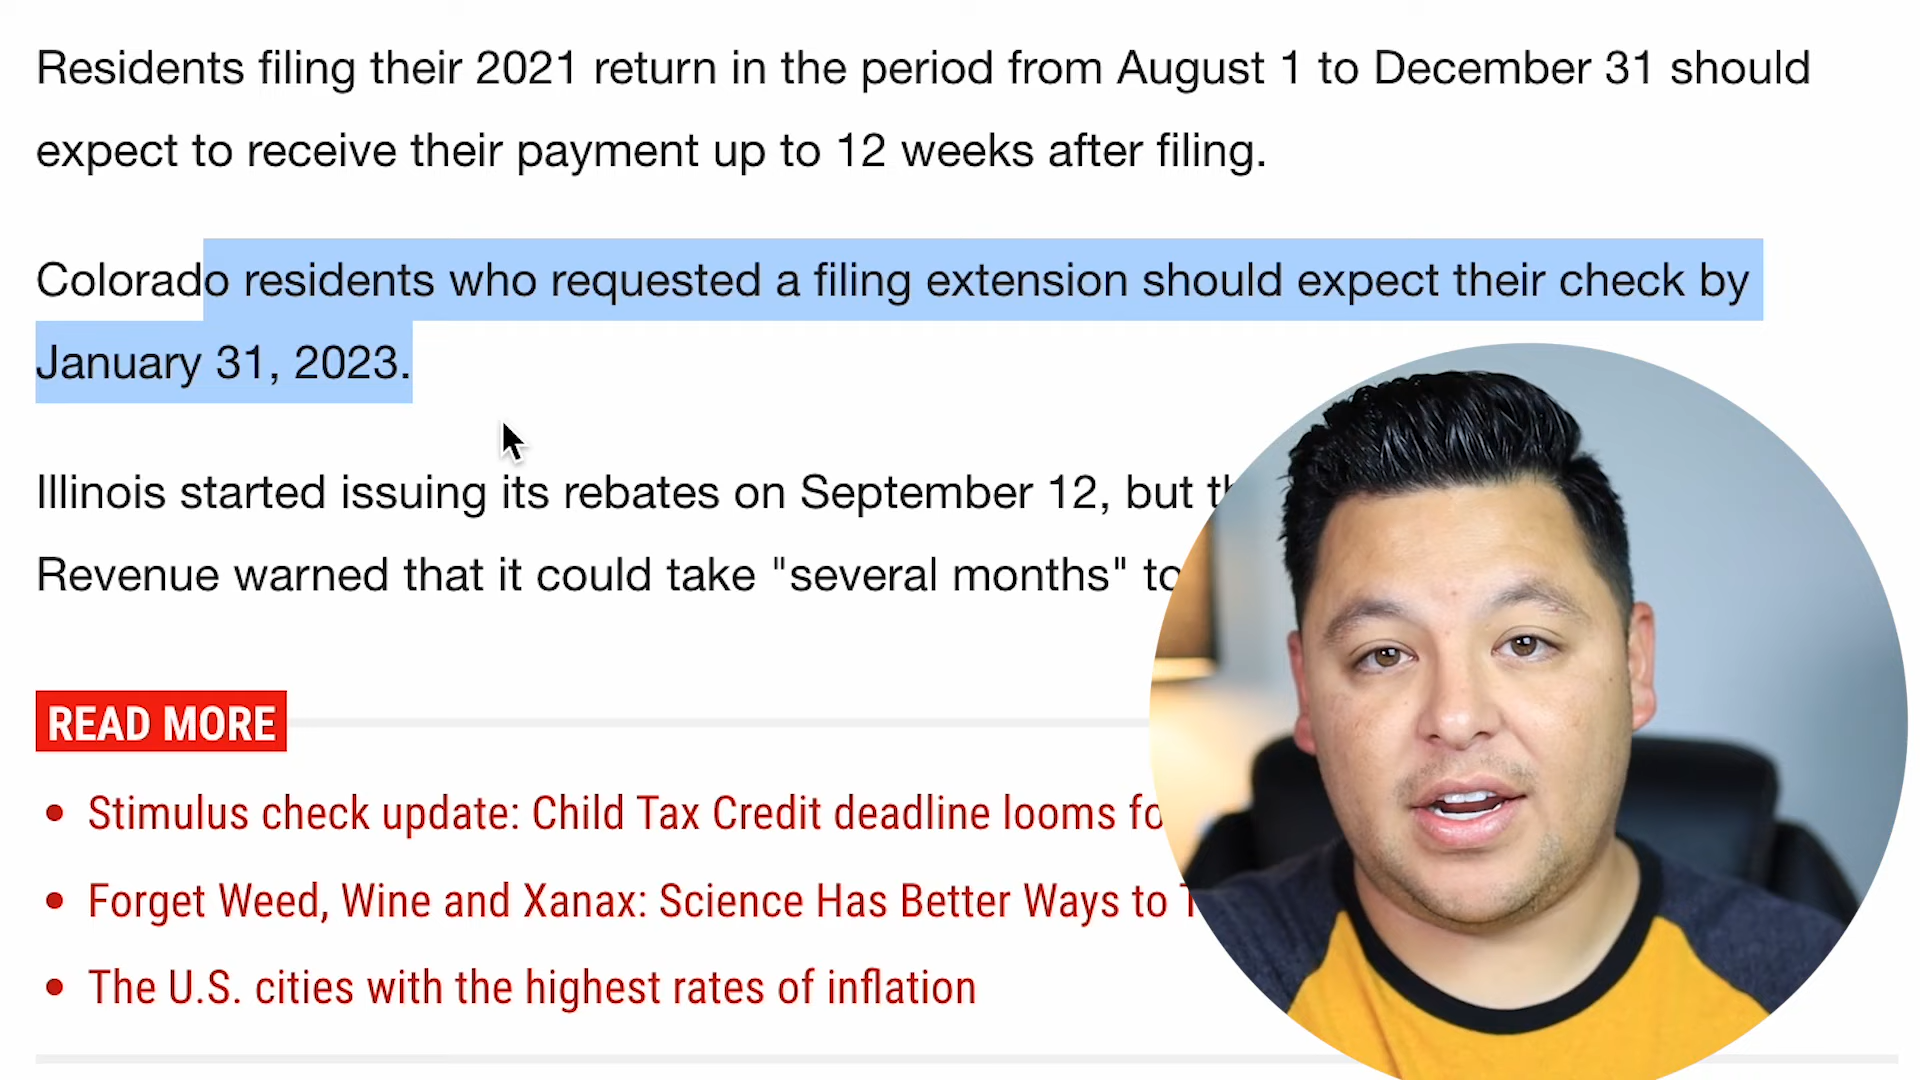 Residents filing their 2021 return in the period from August 1 to December 31 should
expect to receive their payment up to 12 weeks after filing.
Colorado residents who requested a filing extension should expect their check by
January 31, 2023.
Illinois started issuing its rebates on September 12, but
Revenue warned that it could take "several months" to
READ MORE
• Stimulus check update: Child Tax Credit deadline looms
• Forget Weed, Wine and Xanax: Science Has Better Ways to
• The U.S. cities with the highest rates of inflation